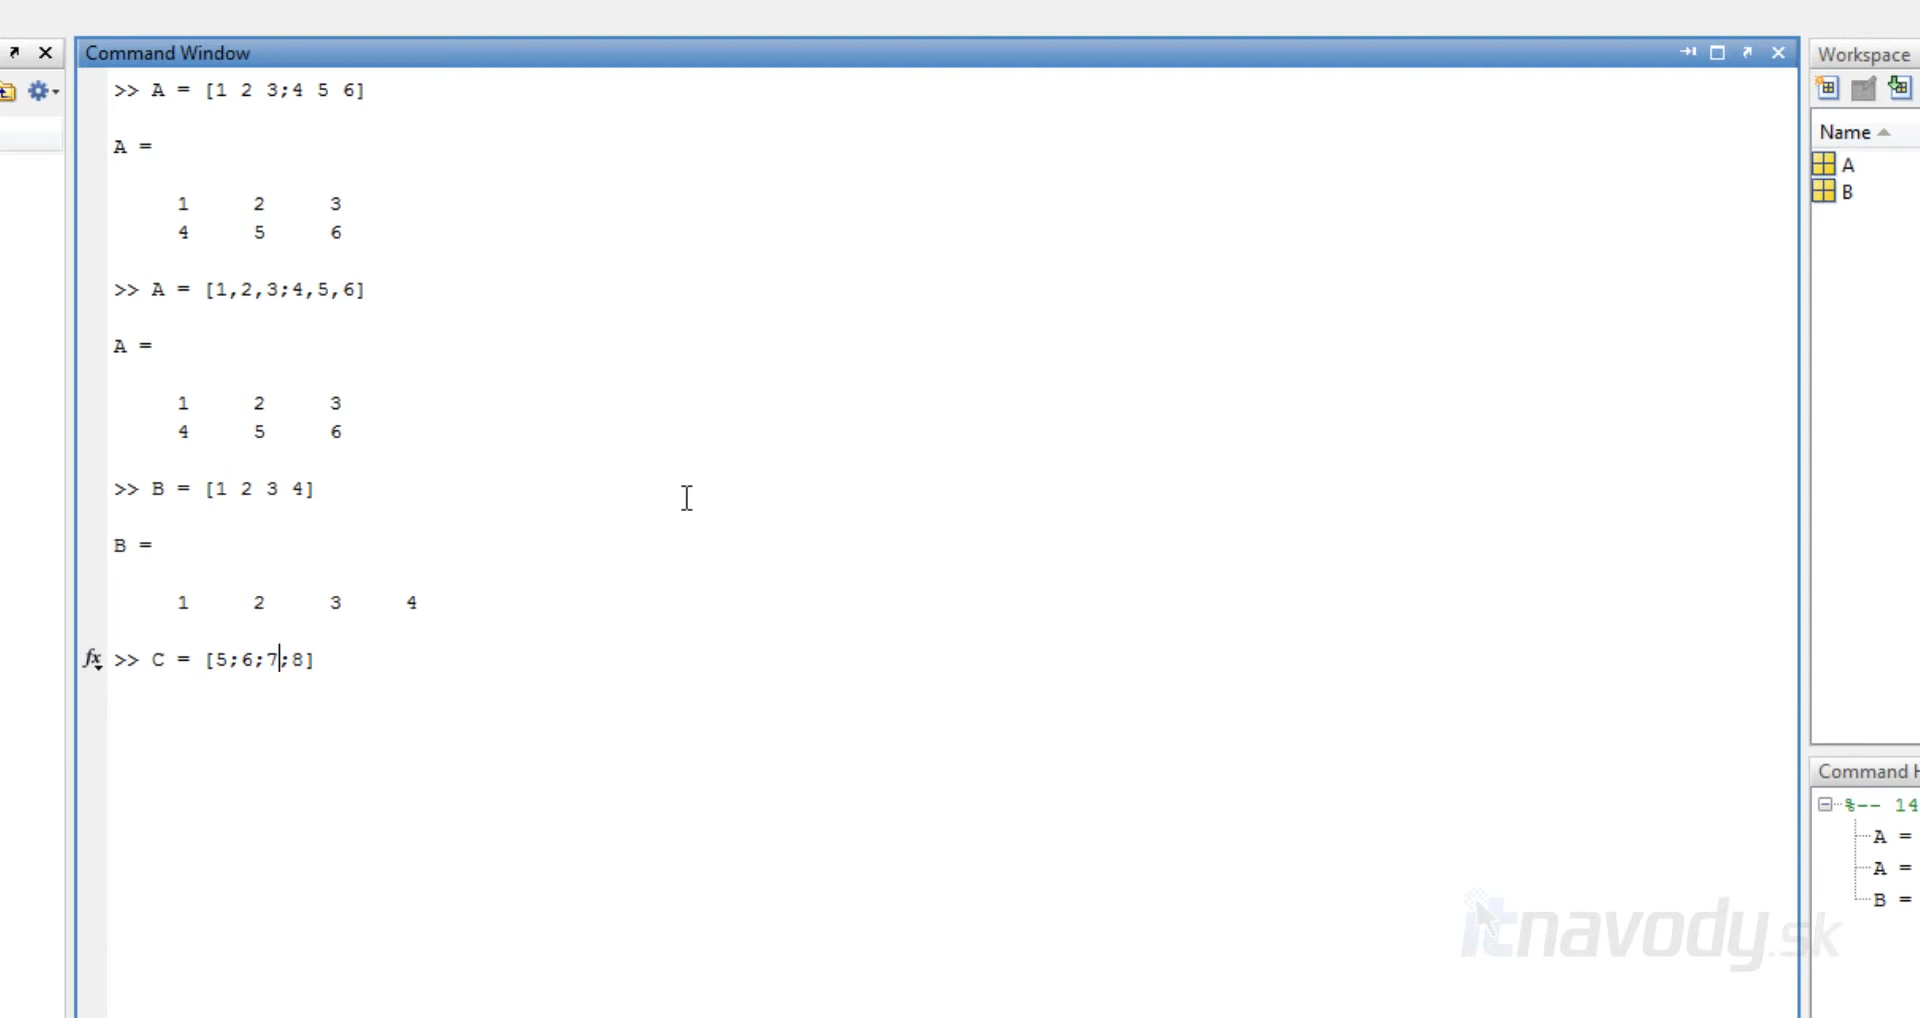 Command Window
>> A = [1 2 3;4 5 6]
A =
1 2 3
4 5 6
>> A = [1,2,3;4,5,6]
A =
1 2 3
4 5 6
>> B = [1 2 3 4]
B =
1 2 3 4
fx >> C = [5;6;7;8]
Workspace
Name
A
B
Command H
%-- 14
A =
A =
B =
itnavody.sk